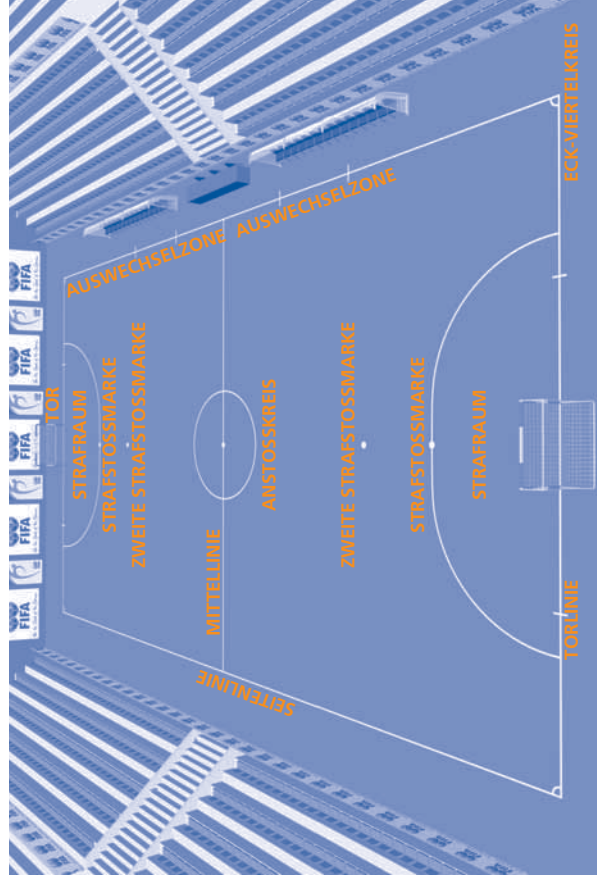 FIFA
FIFA
FIFA
FIFA
FIFA
TOR
STRAFRAUM
STRAFSTOSSMARKE
ZWEITE STRAFSTOSSMARKE
AUSWECHSELZONE
AUSWECHSELZONE
MITTELLINIE
ANSTOSSKREIS
SEITENLINIE
ZWEITE STRAFSTOSSMARKE
STRAFSTOSSMARKE
STRAFRAUM
TORLINIE
ECK-VIERTELKREIS